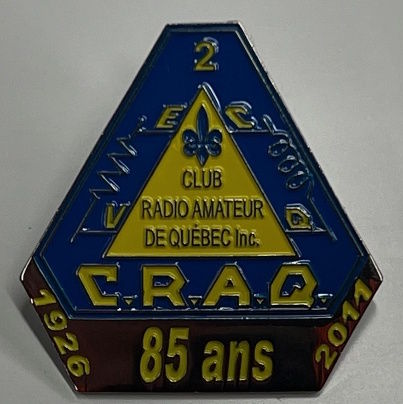 2
E C
V Q
CLUB
RADIO AMATEUR
DE QUÉBEC Inc.
C.R.A.Q.
1926
85 ans
2011